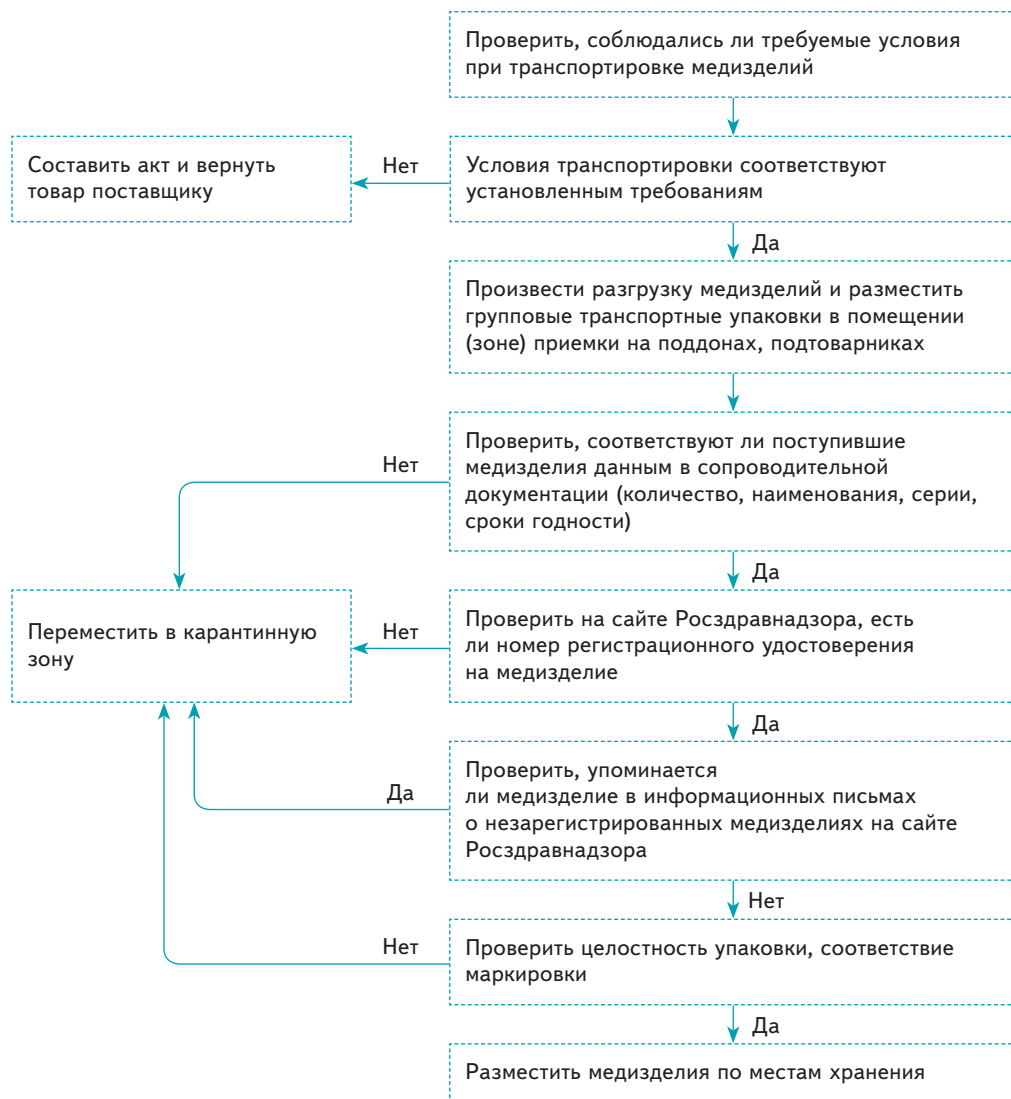 Проверить, соблюдались ли требуемые условия
при транспортировке медизделий
Составить акт и вернуть
товар поставщику
Нет
Условия транспортировки соответствуют
установленным требованиям
Да
Произвести разгрузку медизделий и разместить
групповые транспортные упаковки в помещении
(зоне) приемки на поддонах, подтоварниках
Нет
Проверить, соответствуют ли поступившие
медизделия данным в сопроводительной
документации (количество, наименования, серии,
сроки годности)
Да
Переместить в карантинную
зону
Нет
Проверить на сайте Росздравнадзора, есть
ли номер регистрационного удостоверения
на медизделие
Да
Да
Проверить, упоминается
ли медизделие в информационных письмах
о незарегистрированных медизделиях на сайте
Росздравнадзора
Нет
Нет
Проверить целостность упаковки, соответствие
маркировки
Да
Разместить медизделия по местам хранения